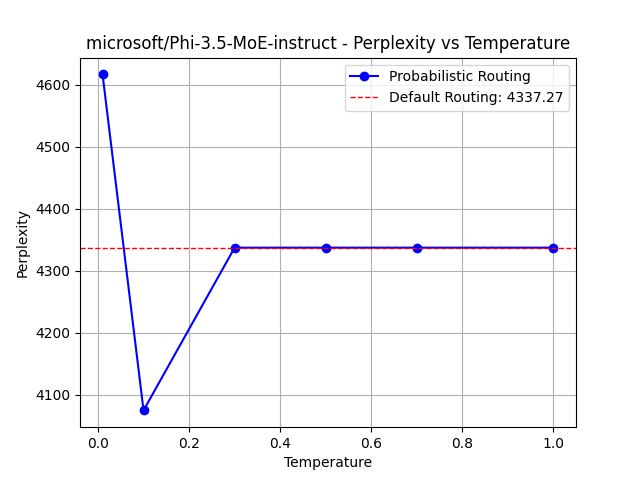 microsoft/Phi-3.5-MoE-instruct - Perplexity vs Temperature
Probabilistic Routing
Default Routing: 4337.27
4600
4500
4400
4300
4200
4100
Perplexity
0.0 0.2 0.4 0.6 0.8 1.0
Temperature